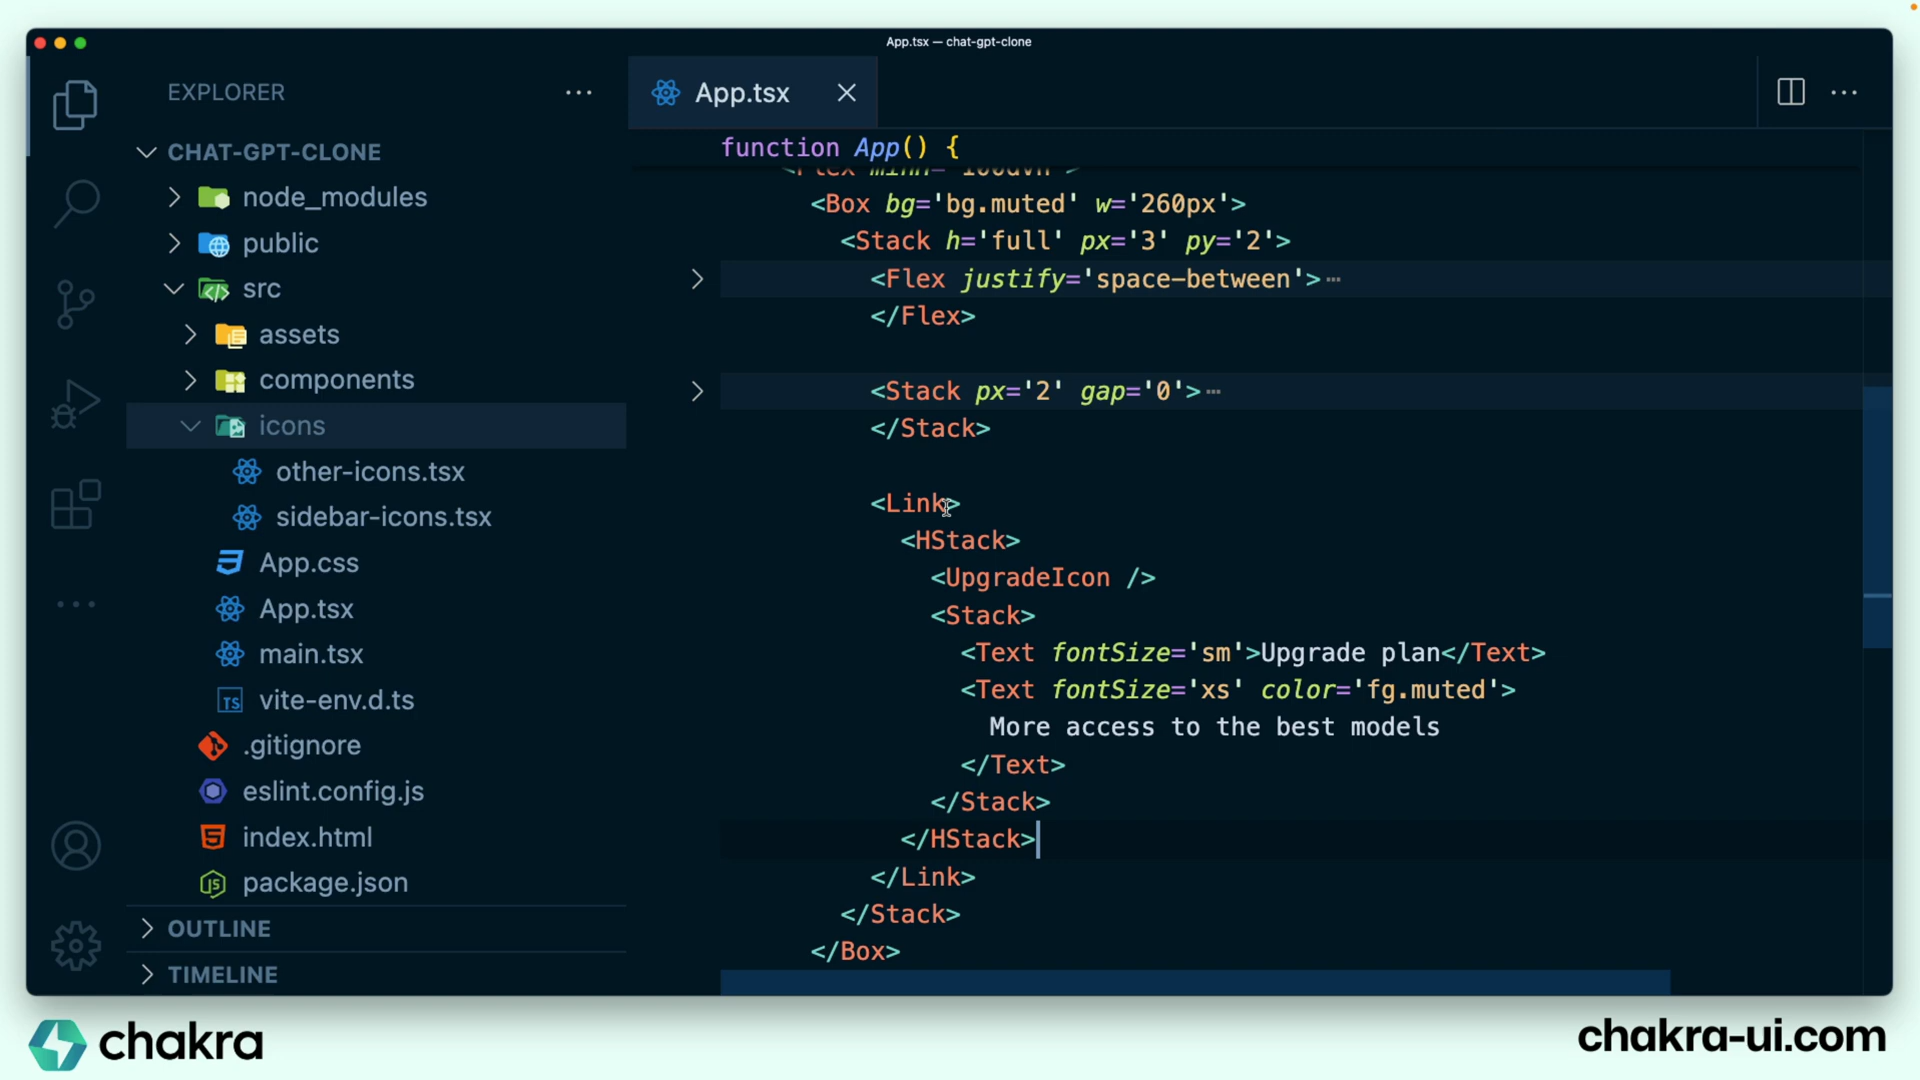 App.tsx — chat-gpt-clone
EXPLORER
CHAT-GPT-CLONE
node_modules
public
src
assets
components
icons
other-icons.tsx
sidebar-icons.tsx
App.css
App.tsx
main.tsx
vite-env.d.ts
.gitignore
eslint.config.js
index.html
package.json
OUTLINE
TIMELINE
App.tsx
function App() {
<Flex minH='100dvh'>
<Box bg='bg.muted' w='260px'>
<Stack h='full' px='3' py='2'>
<Flex justify='space-between'>
</Flex>
<Stack px='2' gap='0'>
</Stack>
<Link>
<HStack>
<UpgradeIcon />
<Stack>
<Text fontSize='sm'>Upgrade plan</Text>
<Text fontSize='xs' color='fg.muted'>
More access to the best models
</Text>
</Stack>
</HStack>
</Link>
</Stack>
</Box>
chakra
chakra-ui.com